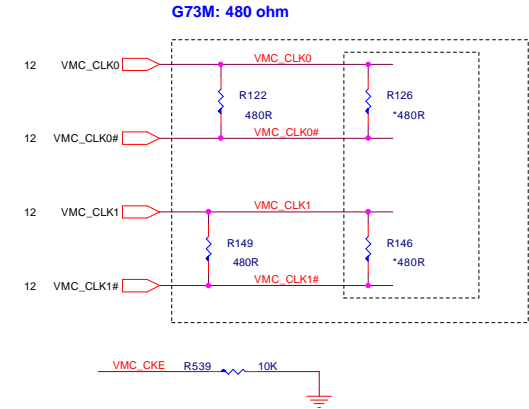 G73M: 480 ohm
12 VMC_CLK0 VMC_CLK0
R122 R126
480R *480R
12 VMC_CLK0# VMC_CLK0#
12 VMC_CLK1 VMC_CLK1
R149 R146
480R *480R
12 VMC_CLK1# VMC_CLK1#
VMC_CKE R539 10K